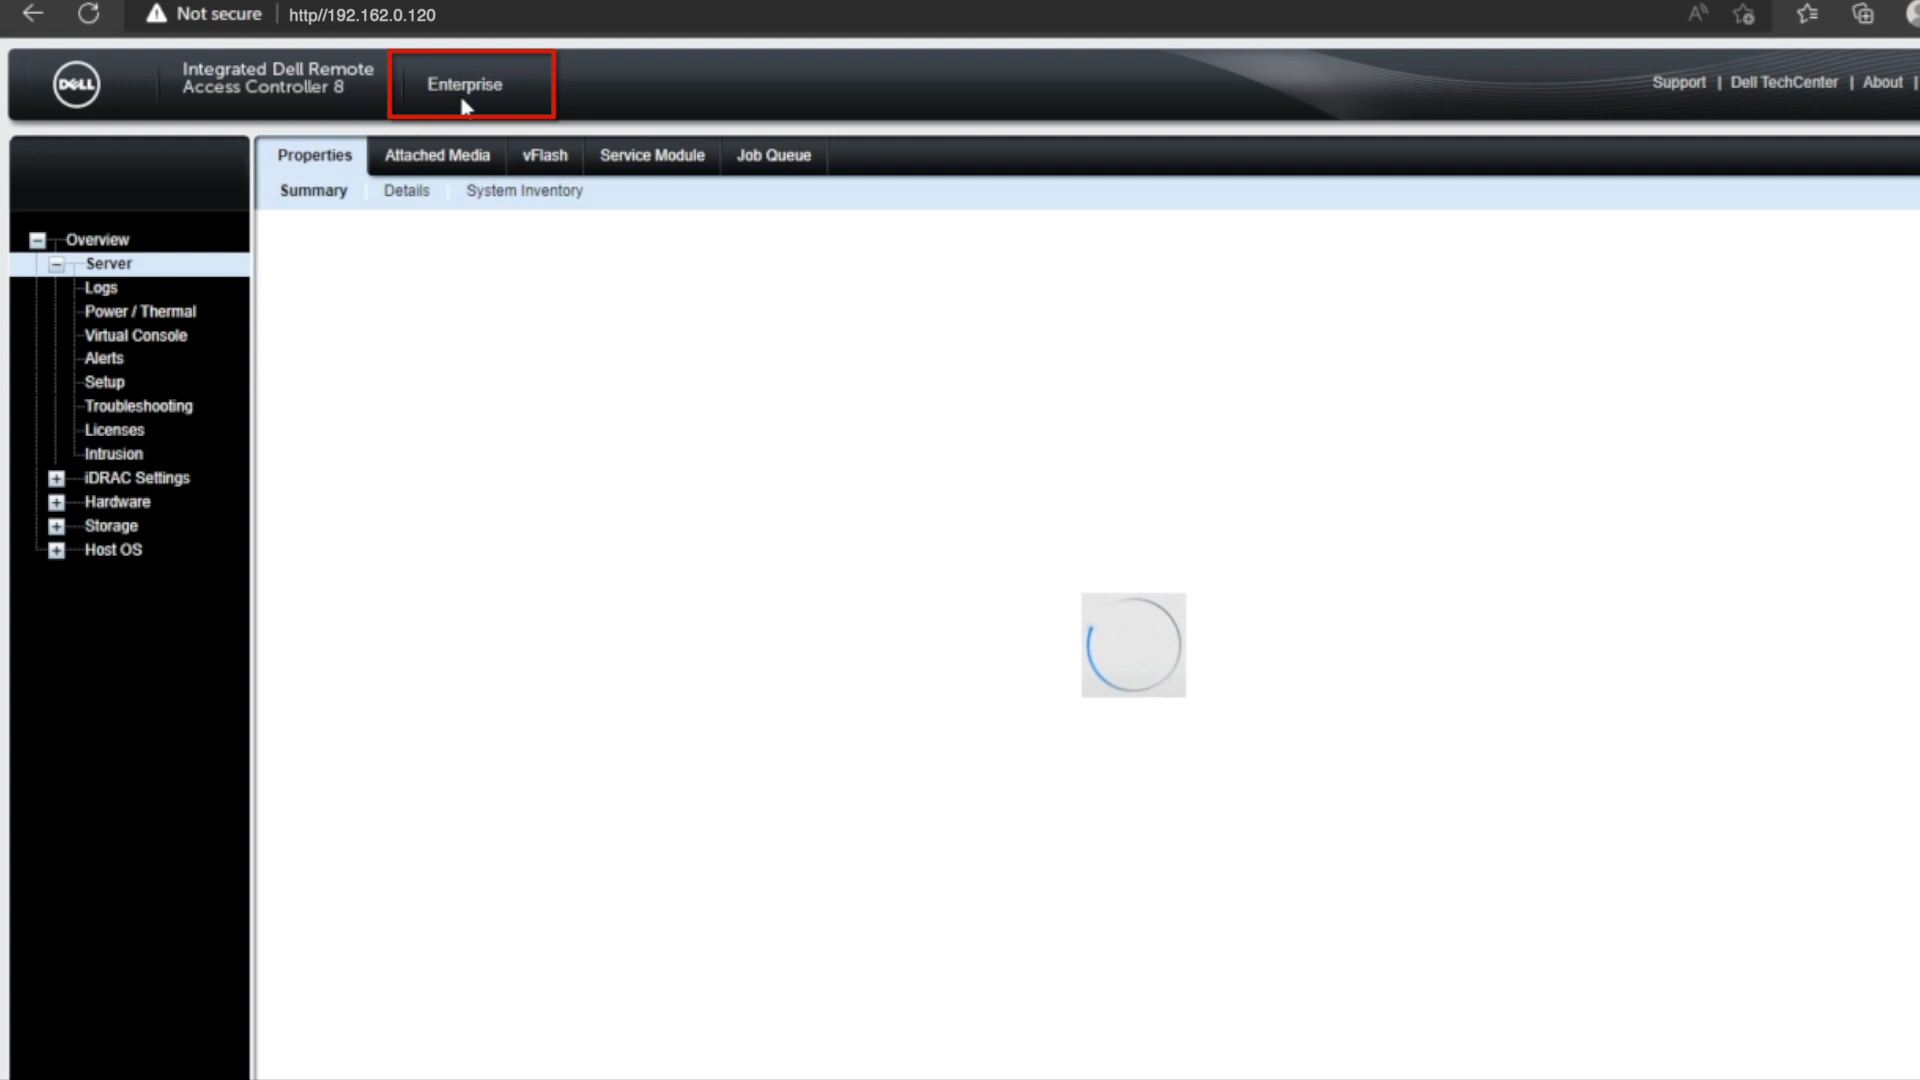 Not secure http//192.162.0.120
DELL
Integrated Dell Remote
Access Controller 8
Enterprise
Support | Dell TechCenter | About |
Properties Attached Media vFlash Service Module Job Queue
Summary Details System Inventory
Overview
Server
Logs
Power / Thermal
Virtual Console
Alerts
Setup
Troubleshooting
Licenses
Intrusion
iDRAC Settings
Hardware
Storage
Host OS